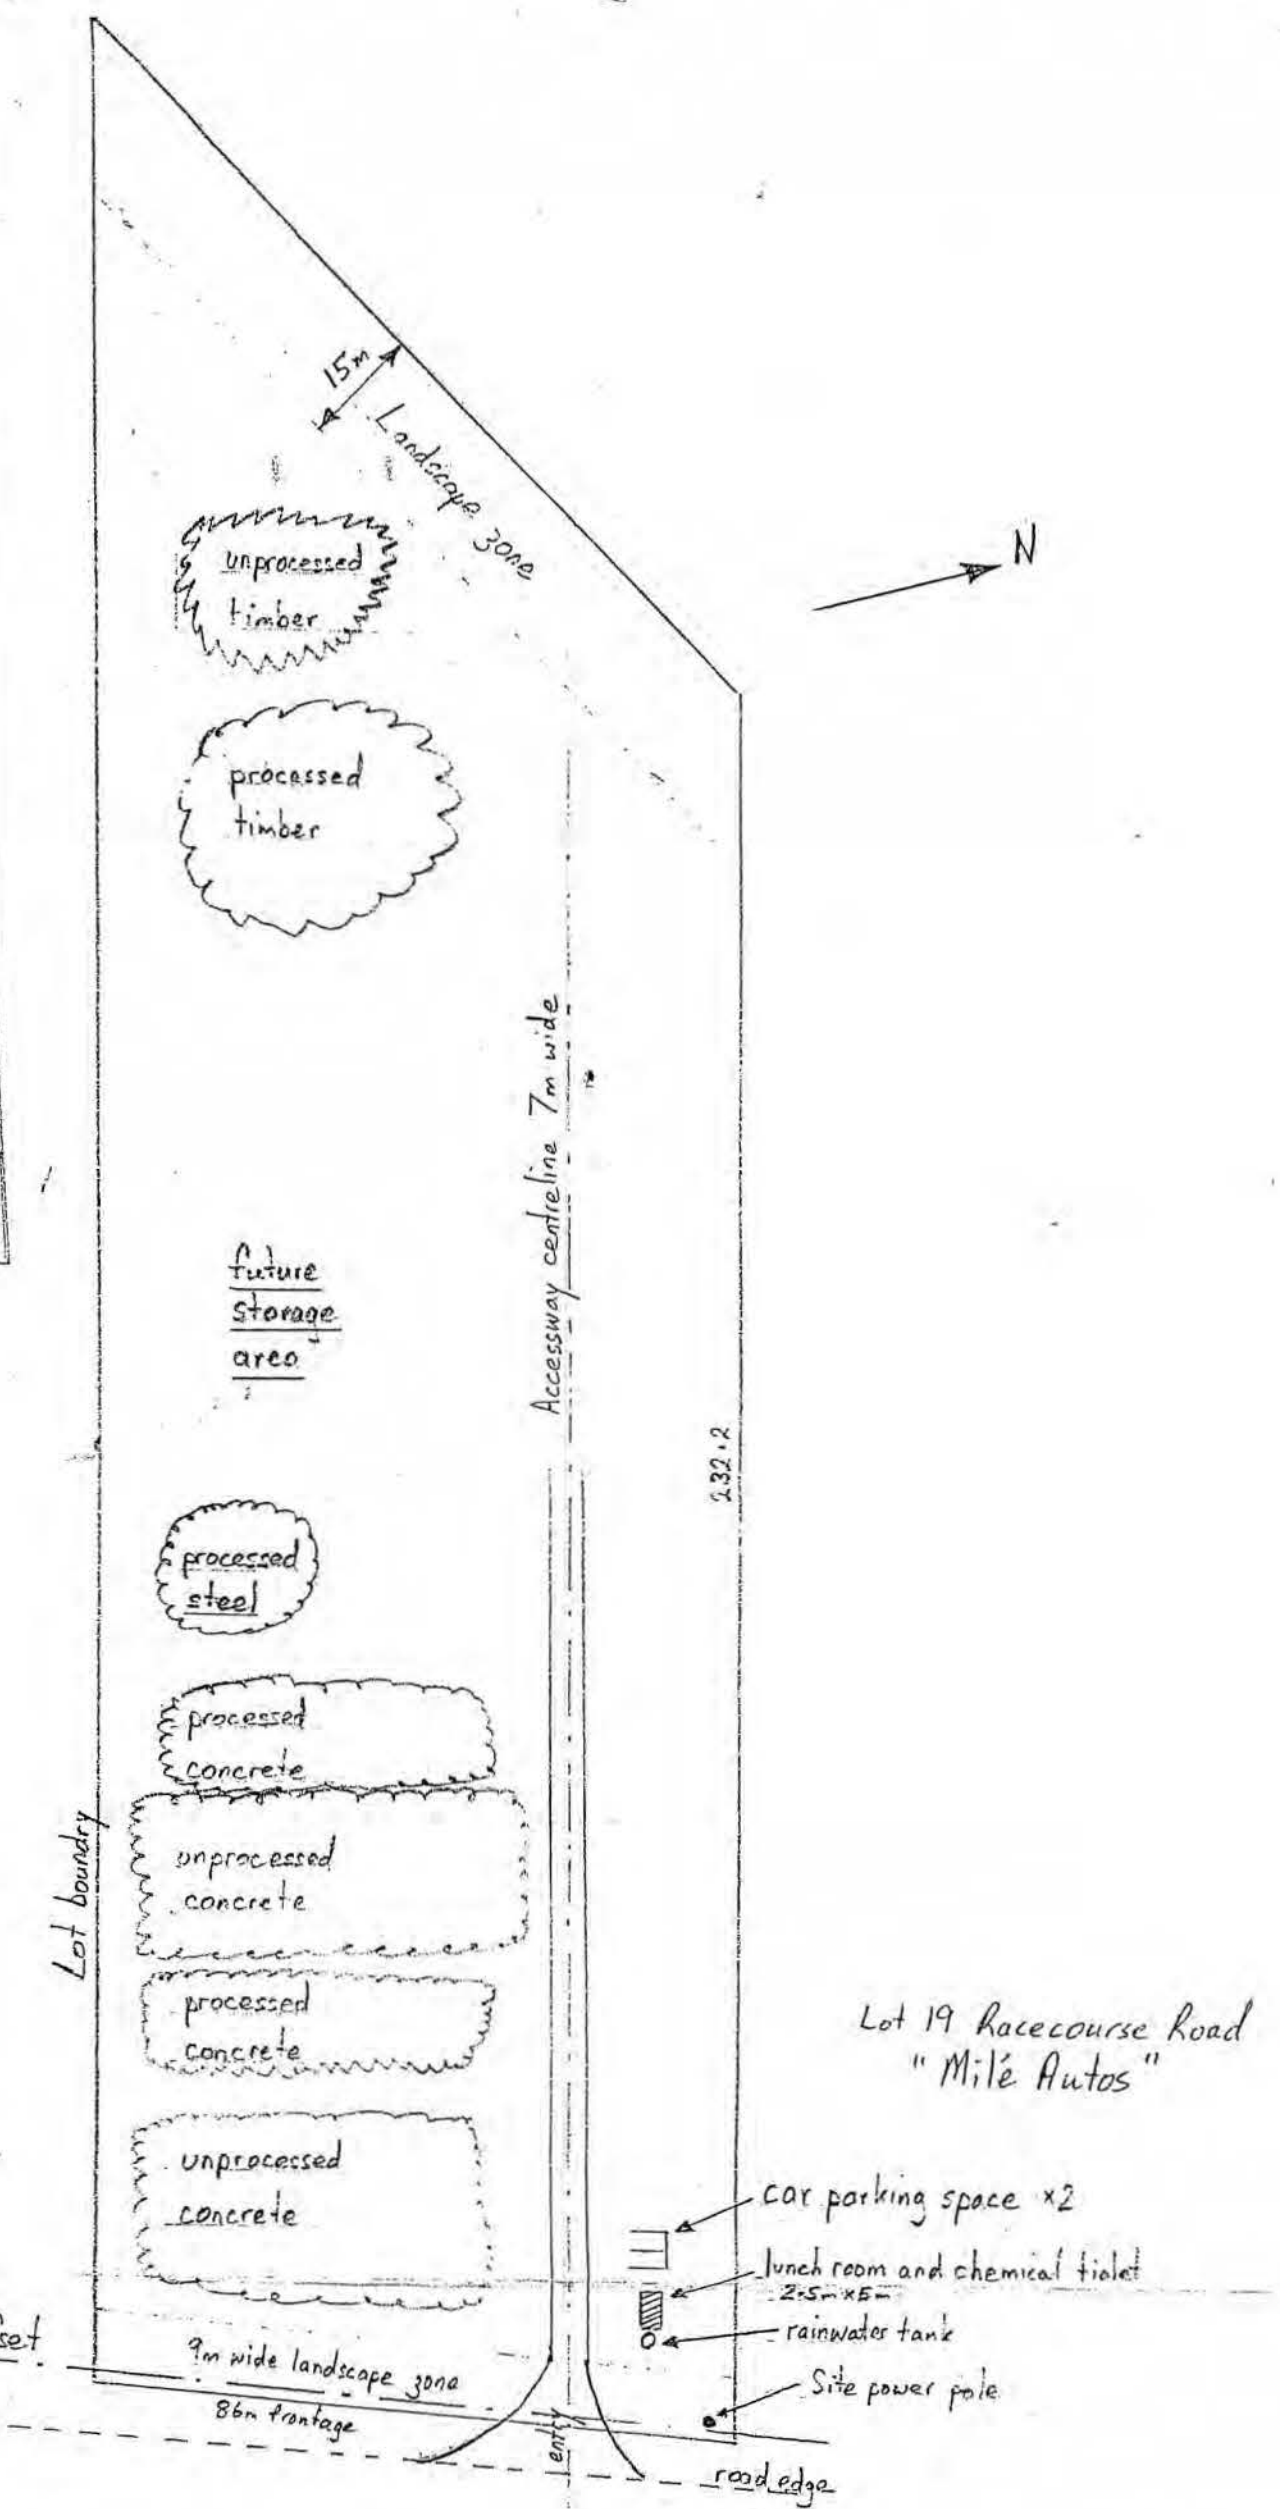 15m
Landscape zone
N
unprocessed
timber
processed
timber
Accessway centreline 7m wide
future
storage
area
232.2
processed
steel
processed
concrete
unprocessed
concrete
Lot boundry
processed
concrete
Lot 19 Racecourse Road
"Milé Autos"
unprocessed
concrete
car parking space x2
lunch room and chemical tiolet
2.5m x 5m
rainwater tank
set
9m wide landscape zone
Site power pole
86m frontage
entry
road edge